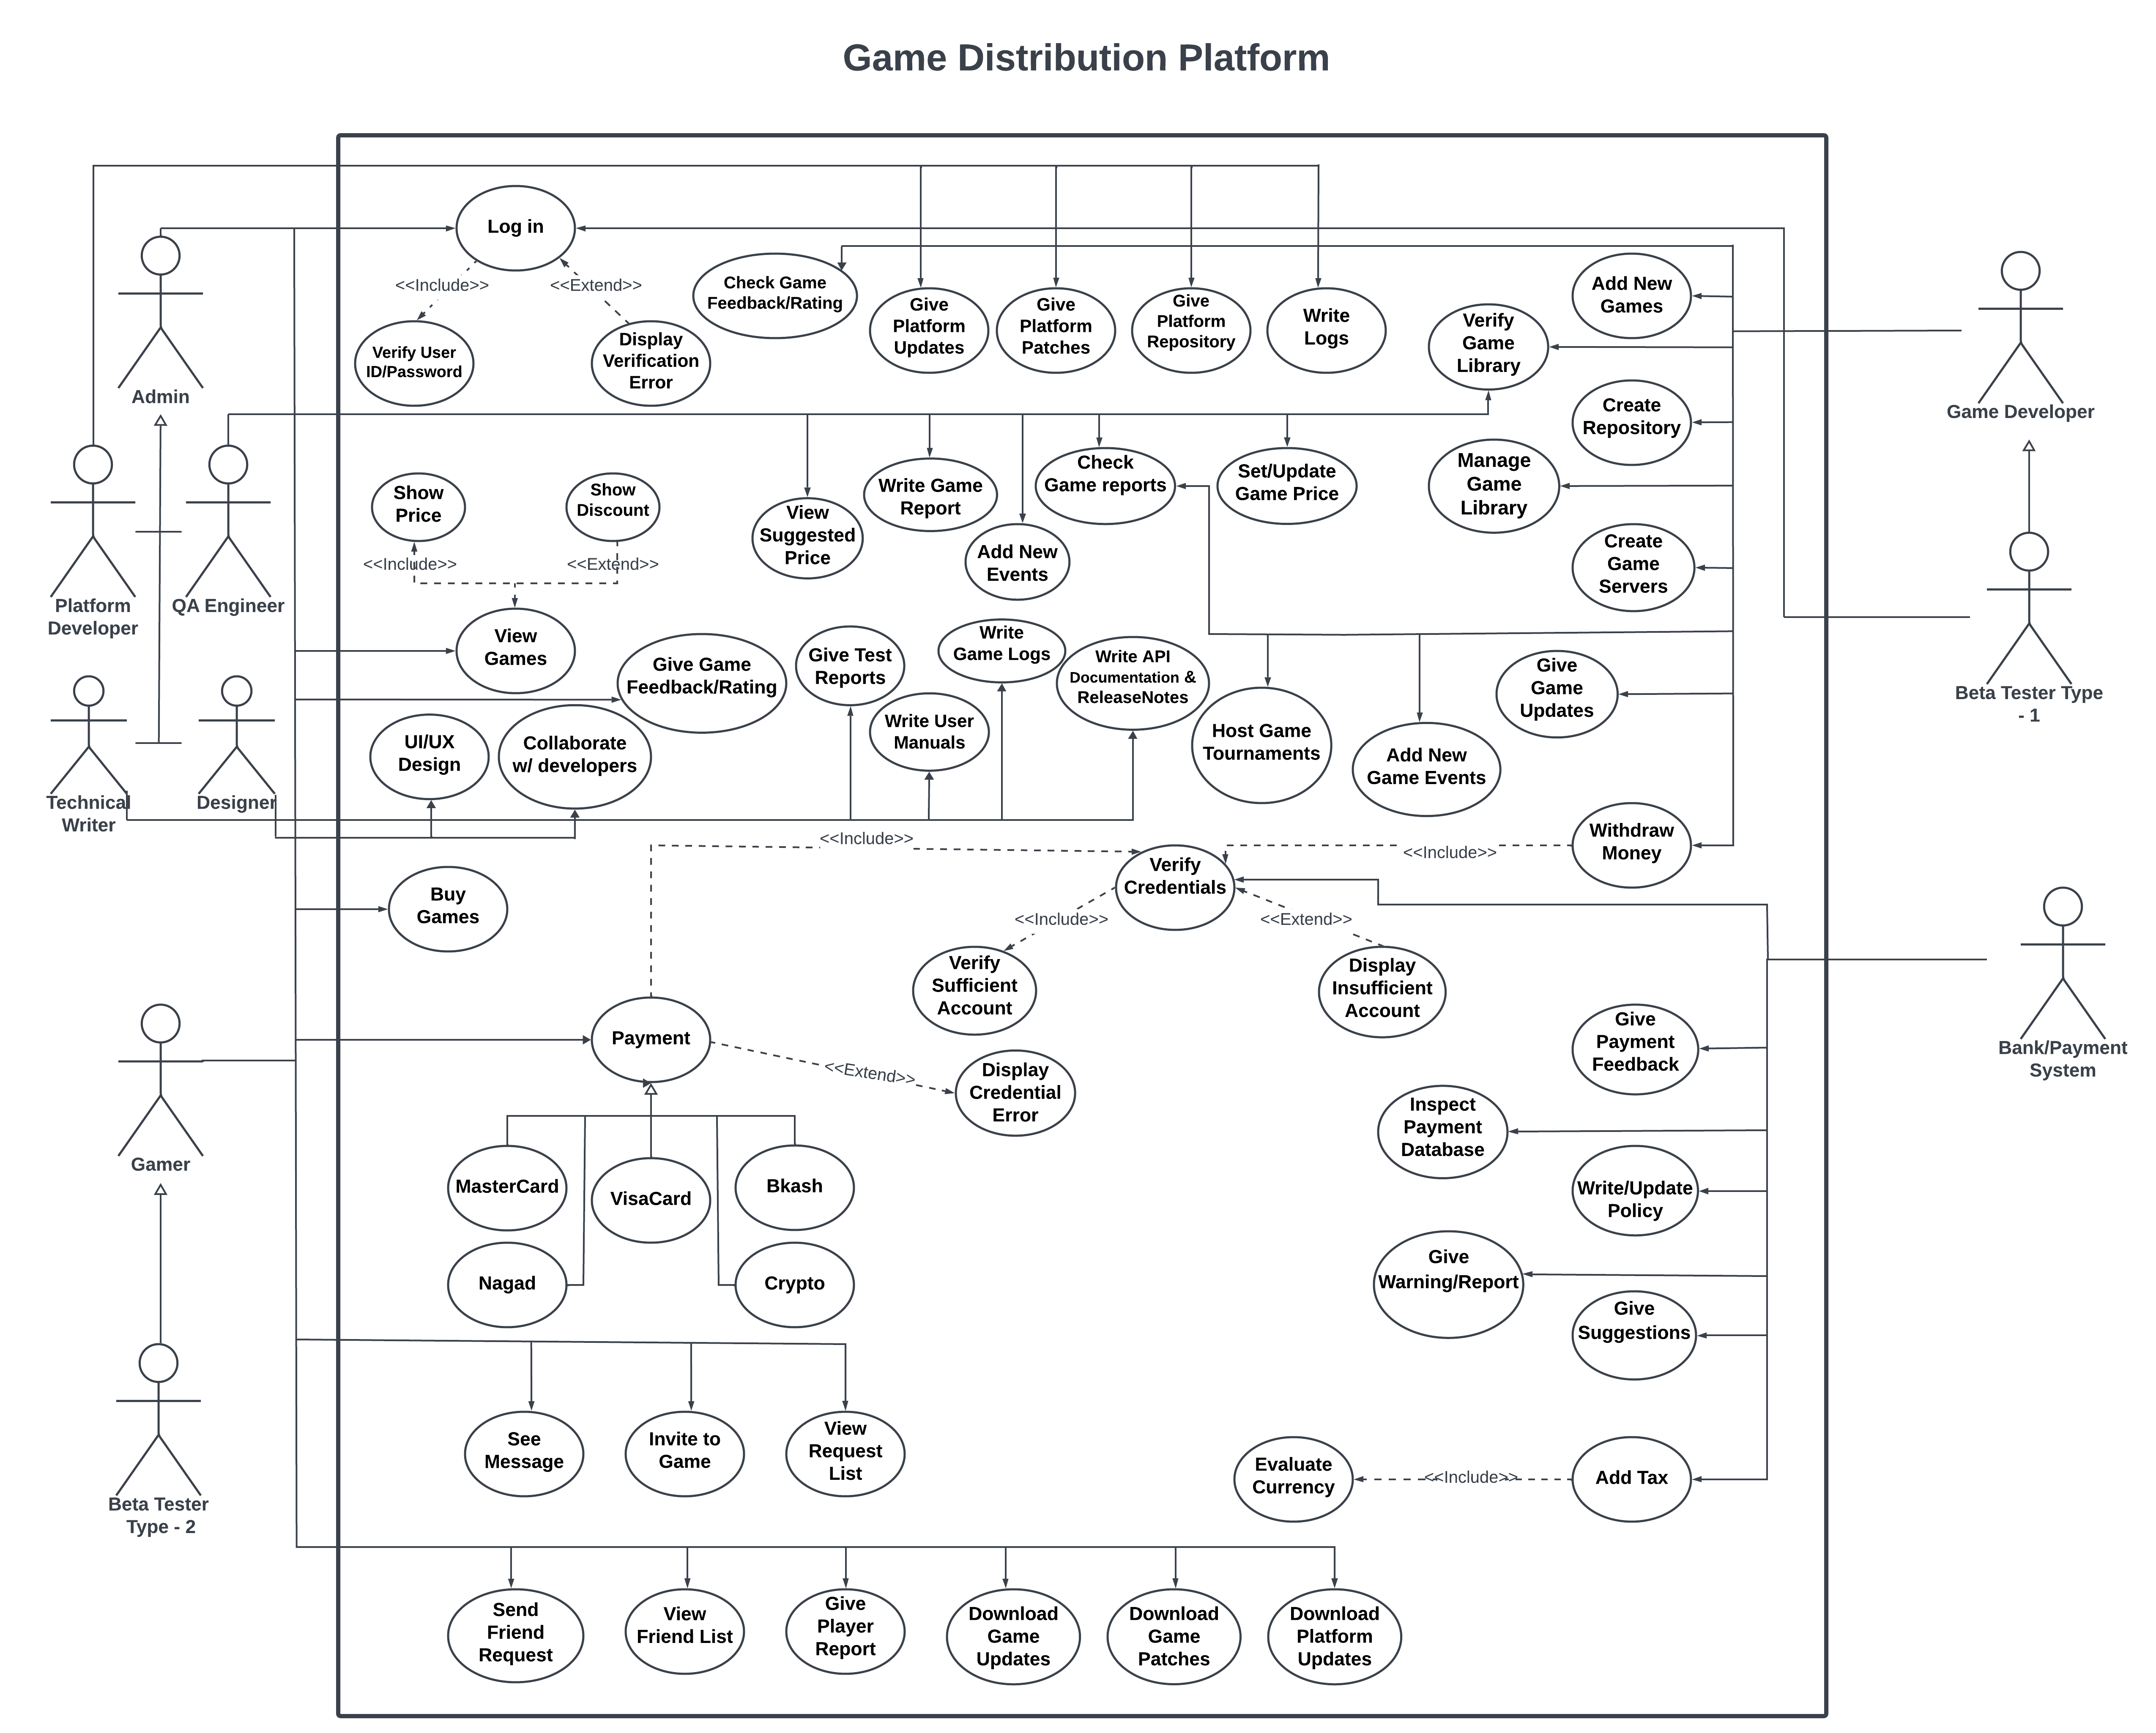 Game Distribution Platform
Log in
<<Include>>
<<Extend>>
Verify User
ID/Password
Display
Verification
Error
Check Game
Feedback/Rating
Give
Platform
Updates
Give
Platform
Patches
Give
Platform
Repository
Write
Logs
Verify
Game
Library
Add New
Games
Create
Repository
Manage
Game
Library
Create
Game
Servers
Admin
Game Developer
Platform
Developer
QA Engineer
Show
Price
Show
Discount
<<Include>>
<<Extend>>
View
Games
View
Suggested
Price
Write Game
Report
Add New
Events
Check
Game reports
Set/Update
Game Price
Give Game
Feedback/Rating
Give Test
Reports
Write User
Manuals
Write
Game Logs
Write API
Documentation &
ReleaseNotes
Host Game
Tournaments
Add New
Game Events
Give
Game
Updates
Beta Tester Type
- 1
UI/UX
Design
Collaborate
w/ developers
Technical
Writer
Designer
<<Include>>
Verify
Credentials
<<Include>>
Withdraw
Money
Buy
Games
<<Include>>
<<Extend>>
Verify
Sufficient
Account
Display
Insufficient
Account
Payment
<<Extend>>
Display
Credential
Error
Give
Payment
Feedback
Bank/Payment
System
Inspect
Payment
Database
Gamer
MasterCard
VisaCard
Bkash
Write/Update
Policy
Nagad
Crypto
Give
Warning/Report
Give
Suggestions
See
Message
Invite to
Game
View
Request
List
Evaluate
Currency
<<Include>>
Add Tax
Beta Tester
Type - 2
Send
Friend
Request
View
Friend List
Give
Player
Report
Download
Game
Updates
Download
Game
Patches
Download
Platform
Updates